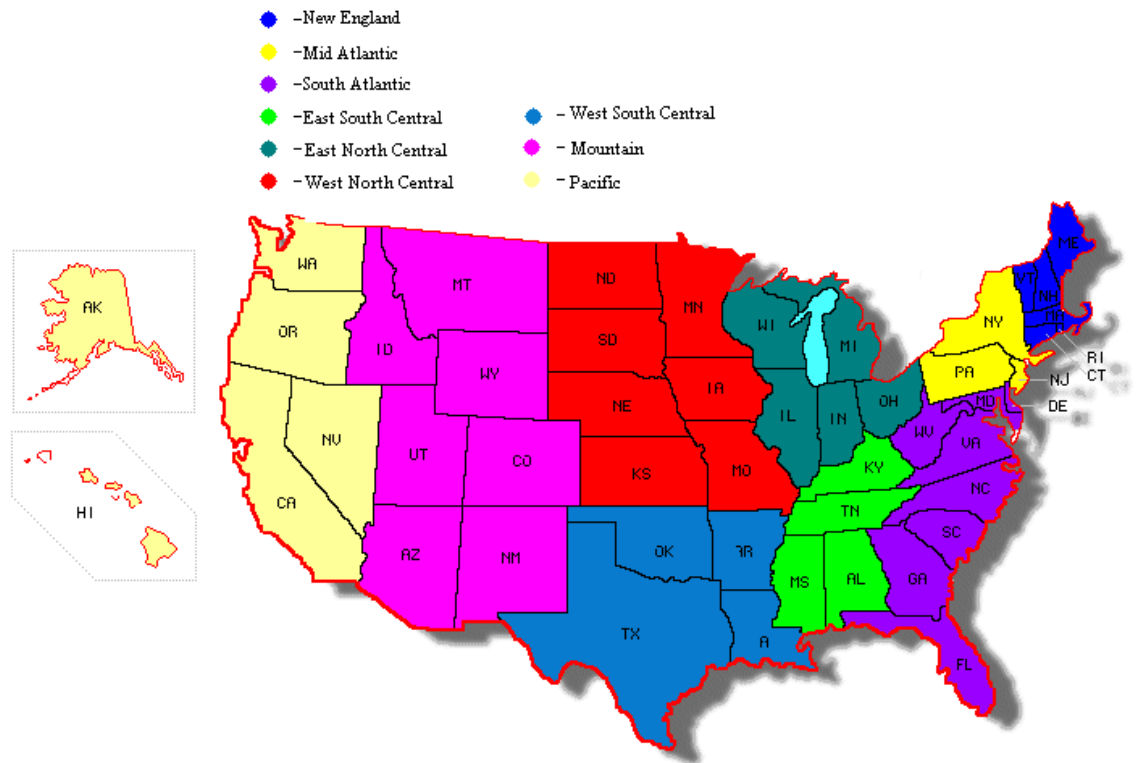 -New England
-Mid Atlantic
-South Atlantic
-East South Central
- West South Central
-East North Central
- Mountain
-West North Central
- Pacific
ME
WA
VT
NH
MT
ND
MN
MA
AK
OR
NY
WI
SD
MI
ID
RI
WY
PA
CT
NJ
IA
OH
MD
NE
DE
IL
IN
NV
WV
VA
UT
CO
KY
KS
MO
NC
CA
HI
TN
SC
OK
AR
AZ
NM
MS
AL
GA
TX
A
FL